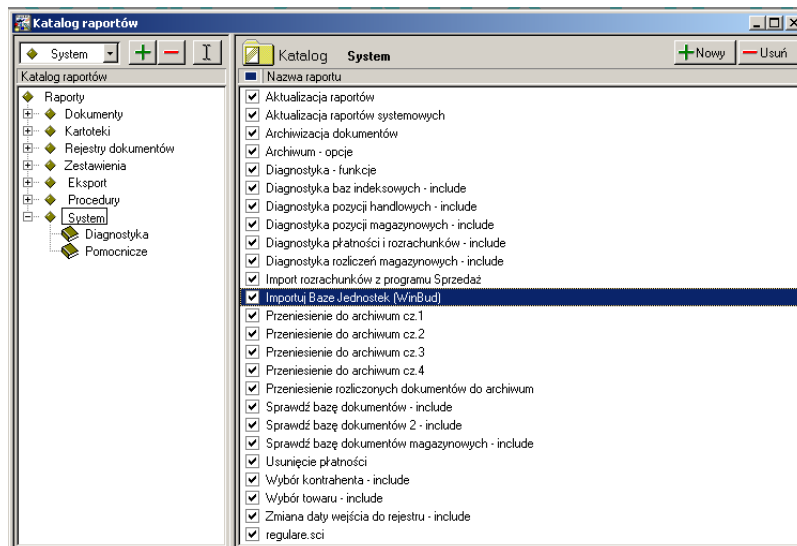 Katalog raportów
System
Katalog System
Nowy
Usuń
Katalog raportów
Nazwa raportu
Raporty
Dokumenty
Kartoteki
Rejestry dokumentów
Zestawienia
Eksport
Procedury
System
Diagnostyka
Pomocnicze
Aktualizacja raportów
Aktualizacja raportów systemowych
Archiwizacja dokumentów
Archiwum - opcje
Diagnostyka - funkcje
Diagnostyka baz indeksowych - include
Diagnostyka pozycji handlowych - include
Diagnostyka pozycji magazynowych - include
Diagnostyka płatności i rozrachunków - include
Diagnostyka rozliczeń magazynowych - include
Import rozrachunków z programu Sprzedaż
Importuj Baze Jednostek (WinBud)
Przeniesienie do archiwum cz.1
Przeniesienie do archiwum cz.2
Przeniesienie do archiwum cz.3
Przeniesienie do archiwum cz.4
Przeniesienie rozliczonych dokumentów do archiwum
Sprawdź bazę dokumentów - include
Sprawdź bazę dokumentów 2 - include
Sprawdź bazę dokumentów magazynowych - include
Usunięcie płatności
Wybór kontrahenta - include
Wybór towaru - include
Zmiana daty wejścia do rejestru - include
regulare.sci